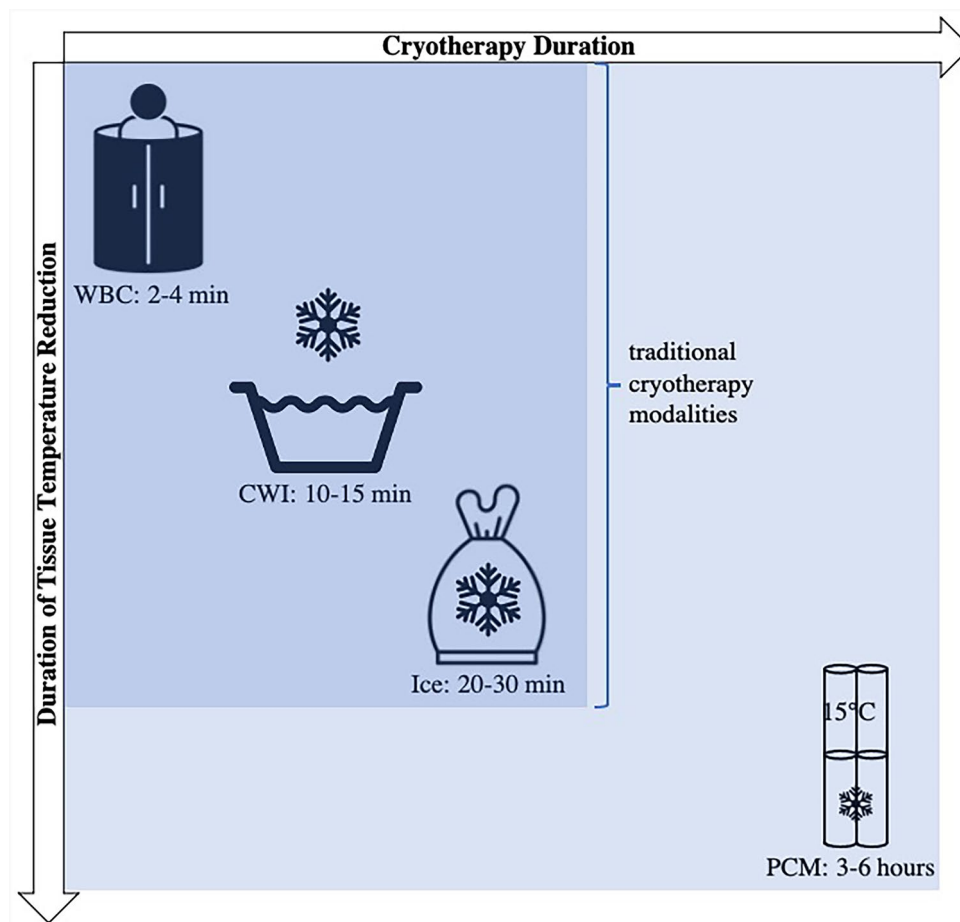 Cryotherapy Duration
Duration of Tissue Temperature Reduction
WBC: 2-4 min
CWI: 10-15 min
Ice: 20-30 min
traditional
cryotherapy
modalities
15°C
PCM: 3-6 hours